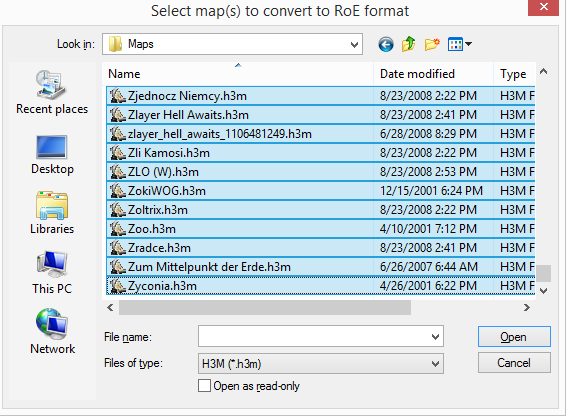 Select map(s) to convert to RoE format
Look in: Maps
Name Date modified Type
Zjednocz Niemcy.h3m 8/23/2008 2:22 PM H3M F
Zlayer Hell Awaits.h3m 8/23/2008 2:41 PM H3M F
zlayer_hell_awaits_1106481249.h3m 6/28/2008 8:29 PM H3M F
Zli Kamosi.h3m 8/23/2008 2:22 PM H3M F
ZLO (W).h3m 8/23/2008 2:53 PM H3M F
ZokiWOG.h3m 12/15/2001 6:24 PM H3M F
Zoltrix.h3m 8/23/2008 2:22 PM H3M F
Zoo.h3m 4/10/2001 7:12 PM H3M F
Zradce.h3m 8/23/2008 2:41 PM H3M F
Zum Mittelpunkt der Erde.h3m 6/26/2007 6:44 AM H3M F
Zyconia.h3m 4/26/2001 6:22 PM H3M F
Recent places
Desktop
Libraries
This PC
Network
File name:
Open
Files of type: H3M (*.h3m)
Cancel
Open as read-only